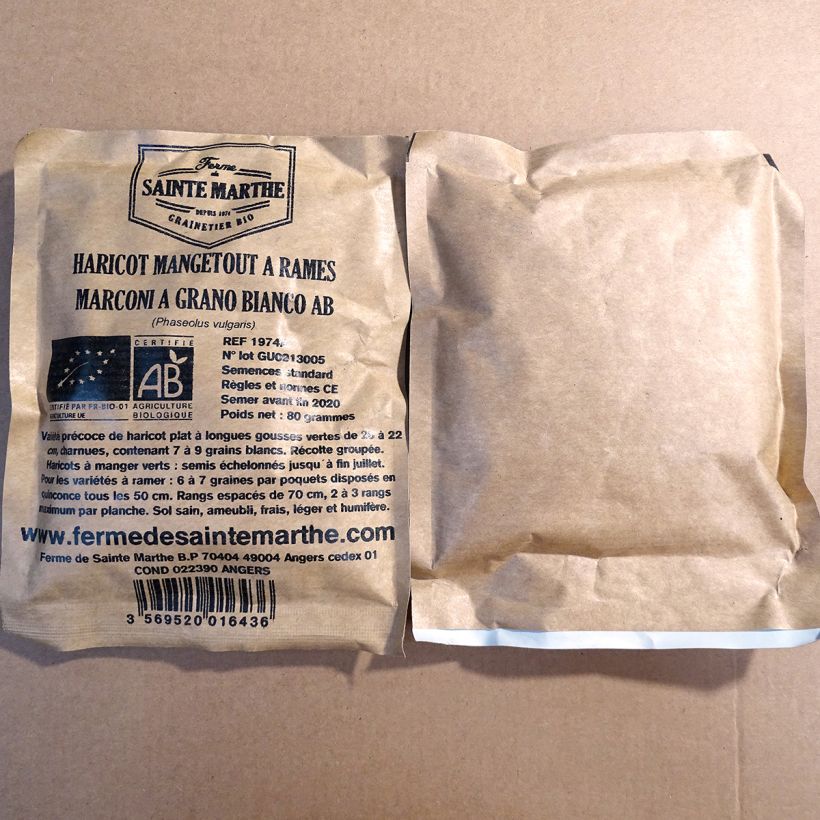 Ferme
de
SAINTE MARTHE
DEPUIS 1974
GRAINETIER BIO
HARICOT MANGETOUT A RAMES
MARCONI A GRANO BIANCO AB
(Phaseolus vulgaris)
CERTIFIÉ
AB
AGRICULTURE
BIOLOGIQUE
CERTIFIÉ PAR FR-BIO-01
AGRICULTURE UE
REF 1974A
N° lot GUC213005
Semences standard
Règles et normes CE
Semer avant fin 2020
Poids net : 80 grammes
Variété précoce de haricot plat à longues gousses vertes de 20 à 22
cm, charnues, contenant 7 à 9 grains blancs. Récolte groupée.
Haricots à manger verts : semis échelonnés jusqu'à fin juillet.
Pour les variétés à ramer : 6 à 7 graines par poquets disposés en
quinconce tous les 50 cm. Rangs espacés de 70 cm, 2 à 3 rangs
maximum par planche. Sol sain, ameubli, frais, léger et humifère.
www.fermedesaintemarthe.com
Ferme de Sainte Marthe B.P 70404 49004 Angers cedex 01
COND 022390 ANGERS
3 569520 016436